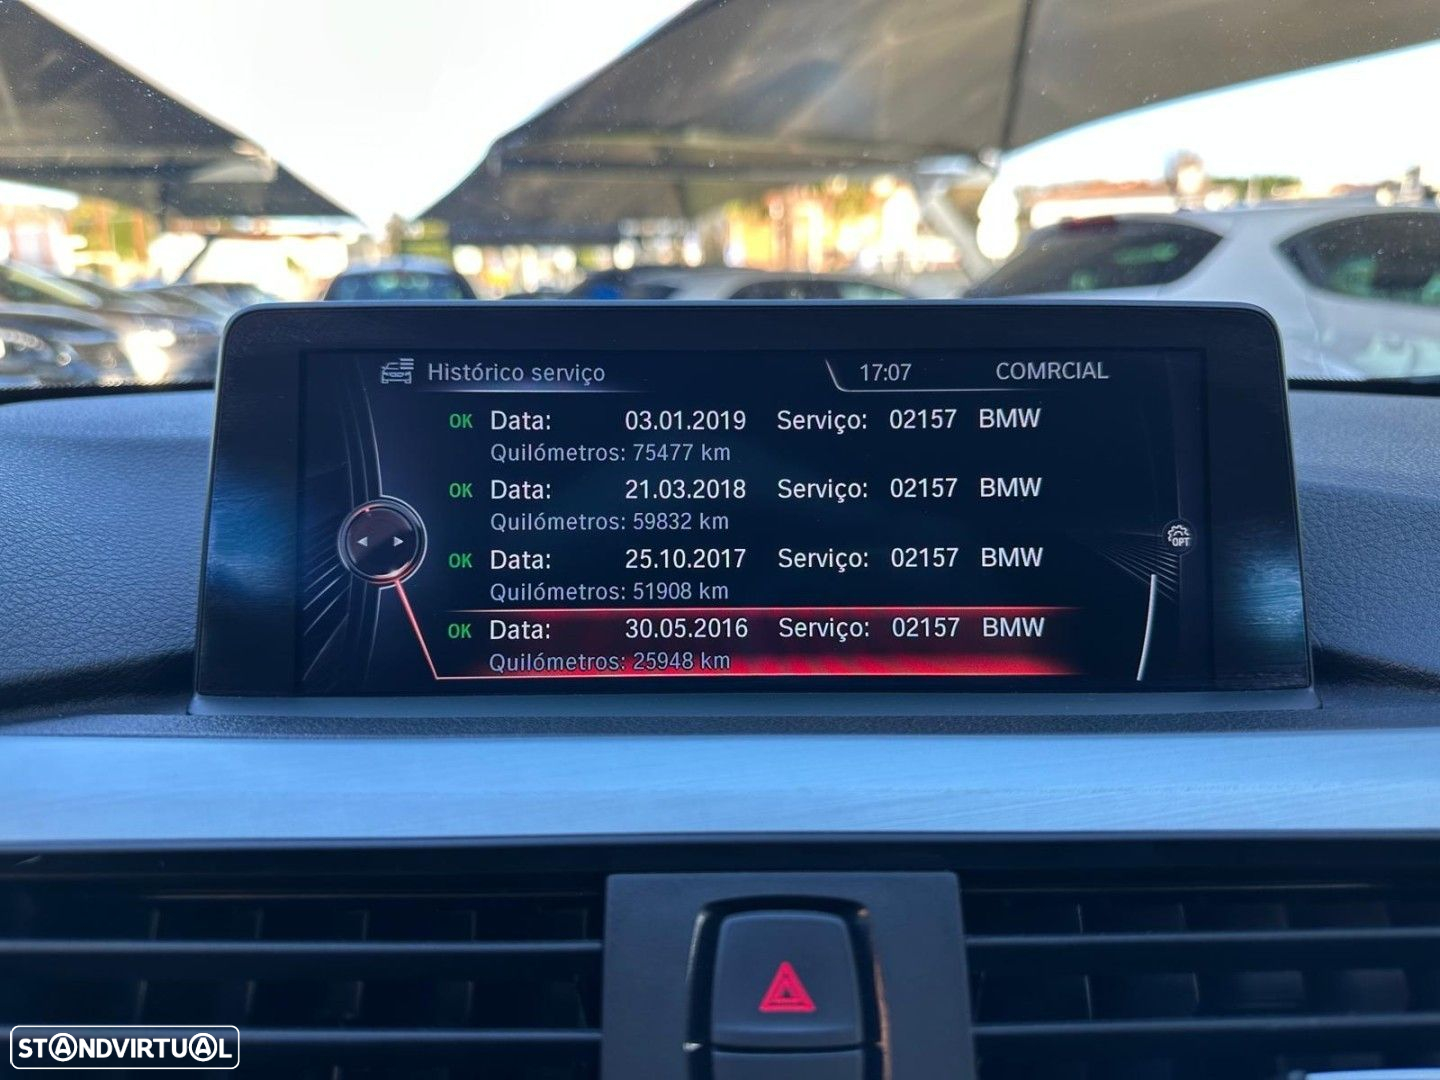 Histórico serviço 17:07 COMRCIAL
OK Data: 03.01.2019 Serviço: 02157 BMW
Quilómetros: 75477 km
OK Data: 21.03.2018 Serviço: 02157 BMW
Quilómetros: 59832 km
OPT
OK Data: 25.10.2017 Serviço: 02157 BMW
Quilómetros: 51908 km
OK Data: 30.05.2016 Serviço: 02157 BMW
Quilómetros: 25948 km
STANDVIRTUAL